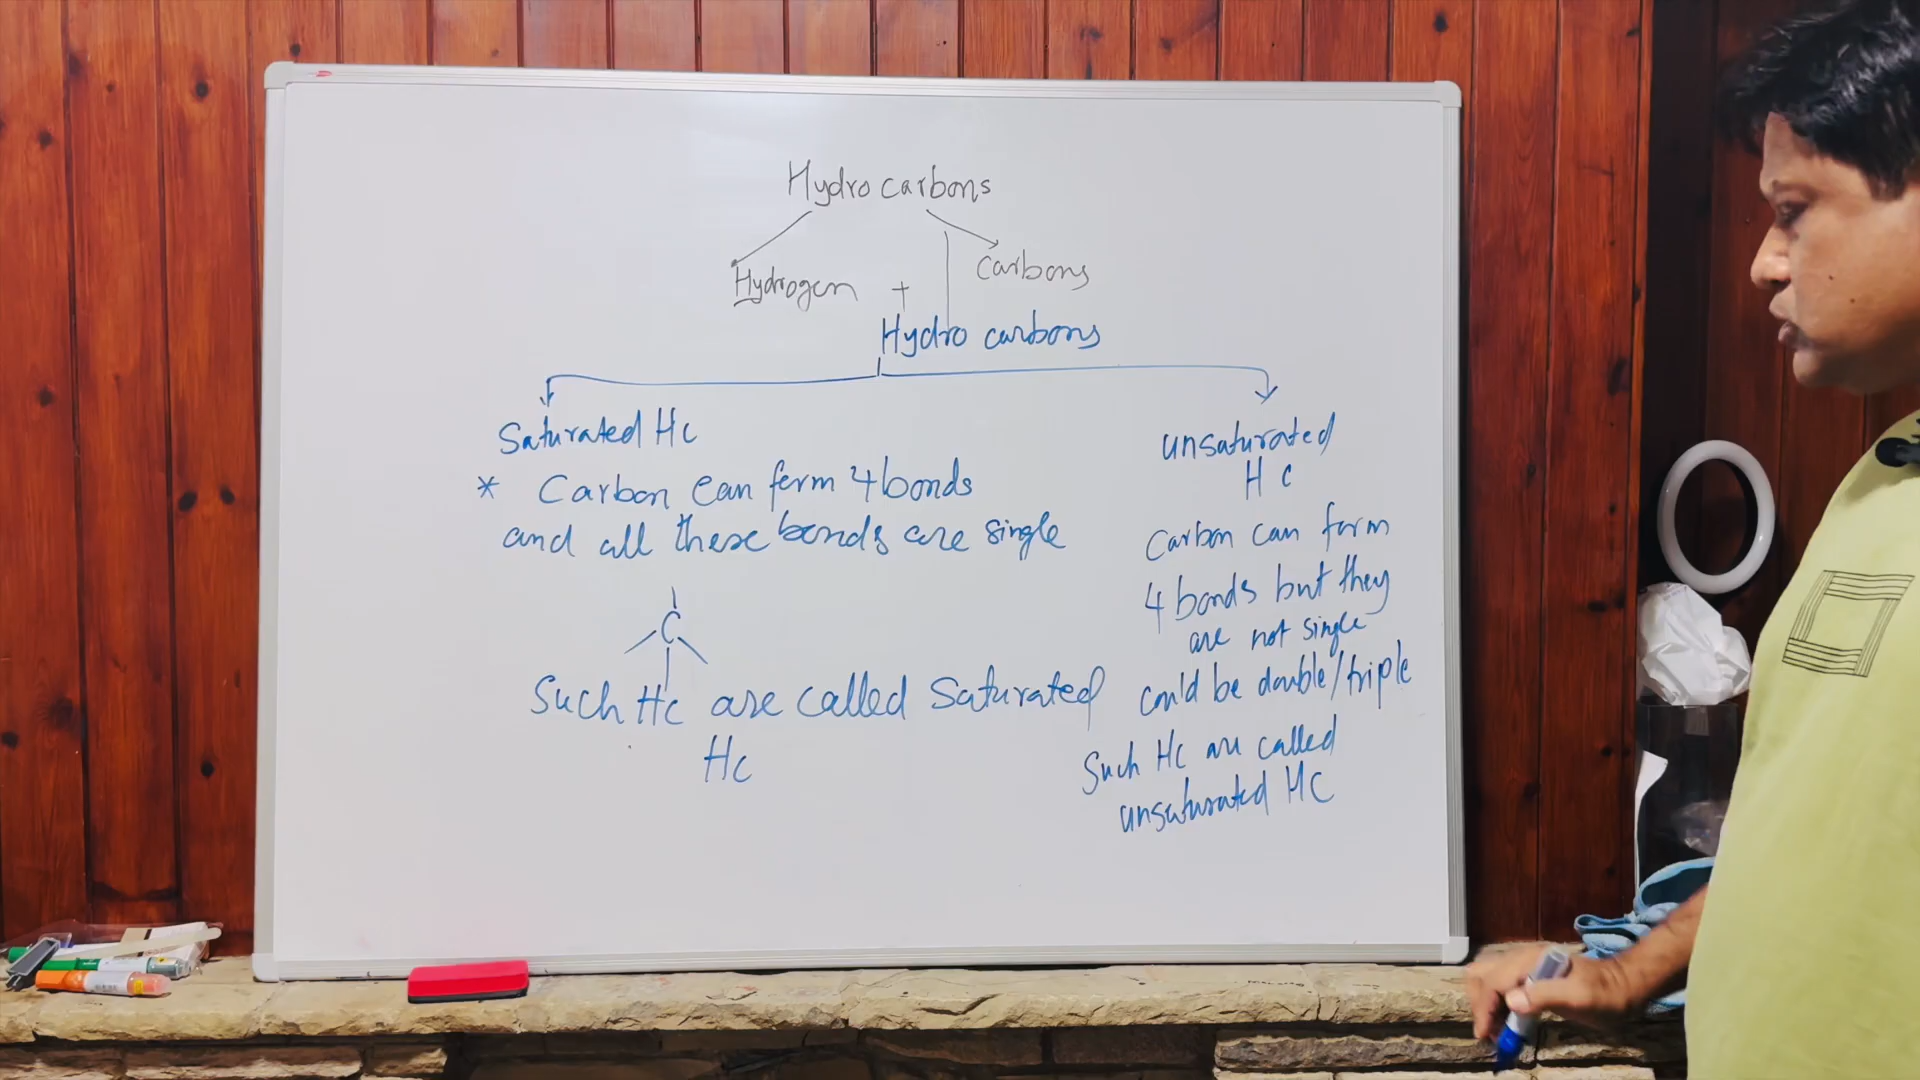 Hydro carbons
Hydrogen + Carbons
Hydro carbons
Saturated Hc
* Carbon can form 4 bonds
and all these bonds are single
C
Such Hc are called Saturated
Hc
unsaturated
H C
Carbon can form
4 bonds but they
are not single
could be double/triple
Such Hc are called
unsaturated HC